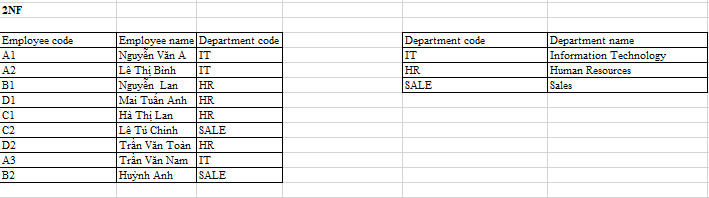 2NF
Employee code Employee name Department code Department code Department name
A1 Nguyễn Văn A IT IT Information Technology
A2 Lê Thị Bình IT HR Human Resources
B1 Nguyễn Lan HR SALE Sales
D1 Mai Tuấn Anh HR
C1 Hà Thị Lan HR
C2 Lê Tú Chinh SALE
D2 Trần Văn Toàn HR
A3 Trần Văn Nam IT
B2 Huỳnh Anh SALE